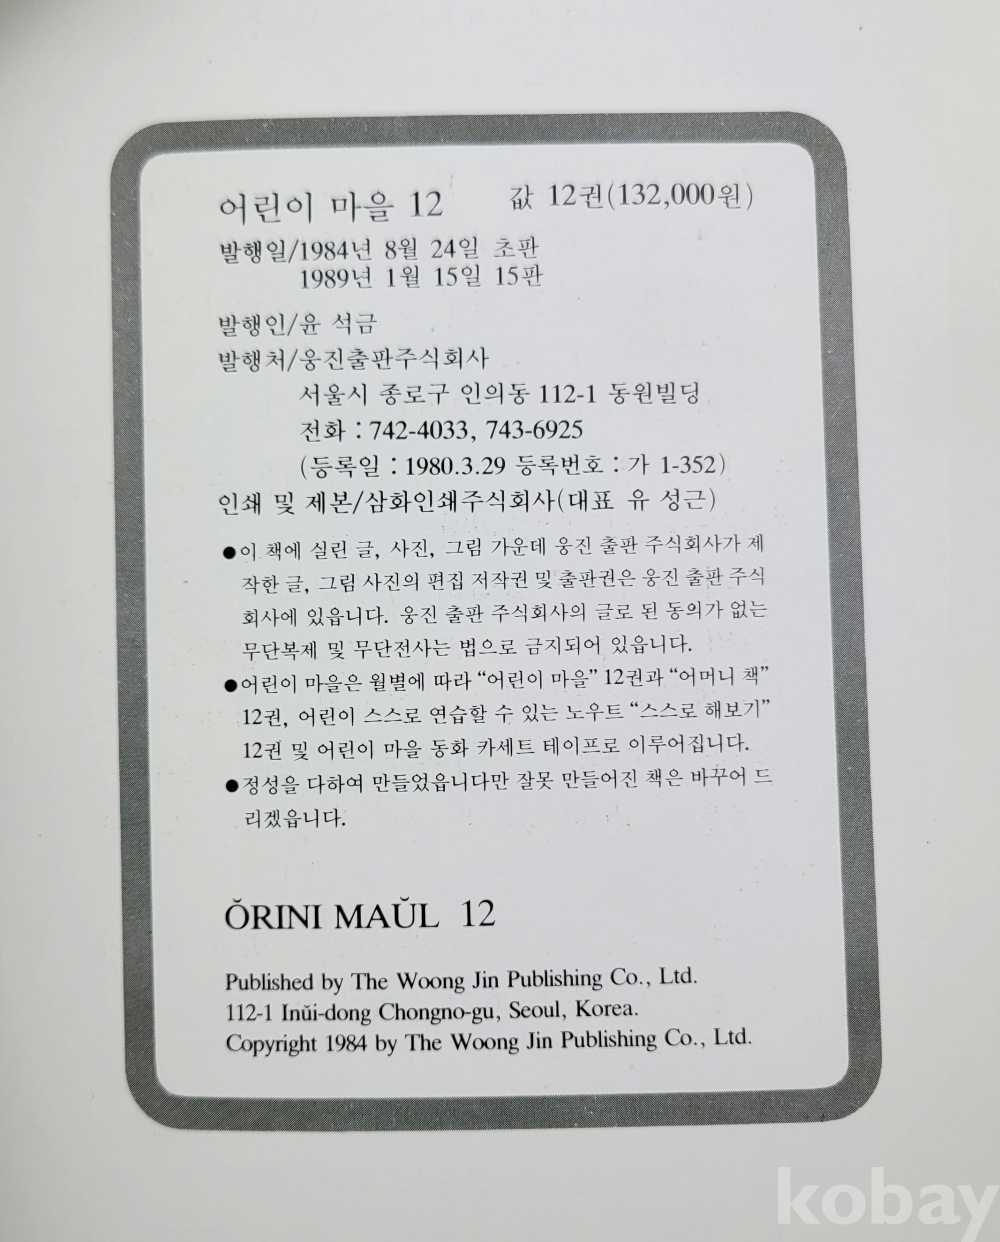 어린이 마을 12 값 12권(132,000원)
발행일/1984년 8월 24일 초판
1989년 1월 15일 15판
발행인/윤 석금
발행처/웅진출판주식회사
서울시 종로구 인의동 112-1 동원빌딩
전화 : 742-4033, 743-6925
(등록일 : 1980.3.29 등록번호 : 가 1-352)
인쇄 및 제본/삼화인쇄주식회사(대표 유 성근)
●이 책에 실린 글, 사진, 그림 가운데 웅진 출판 주식회사가 제
작한 글, 그림 사진의 편집 저작권 및 출판권은 웅진 출판 주식
회사에 있읍니다. 웅진 출판 주식회사의 글로 된 동의가 없는
무단복제 및 무단전사는 법으로 금지되어 있읍니다.
●어린이 마을은 월별에 따라 “어린이 마을” 12권과 “어머니 책”
12권, 어린이 스스로 연습할 수 있는 노우트 “스스로 해보기”
12권 및 어린이 마을 동화 카세트 테이프로 이루어집니다.
●정성을 다하여 만들었읍니다만 잘못 만들어진 책은 바꾸어 드
리겠읍니다.
ŎRINI MAŬL 12
Published by The Woong Jin Publishing Co., Ltd.
112-1 Inŭi-dong Chongno-gu, Seoul, Korea.
Copyright 1984 by The Woong Jin Publishing Co., Ltd.
kobay